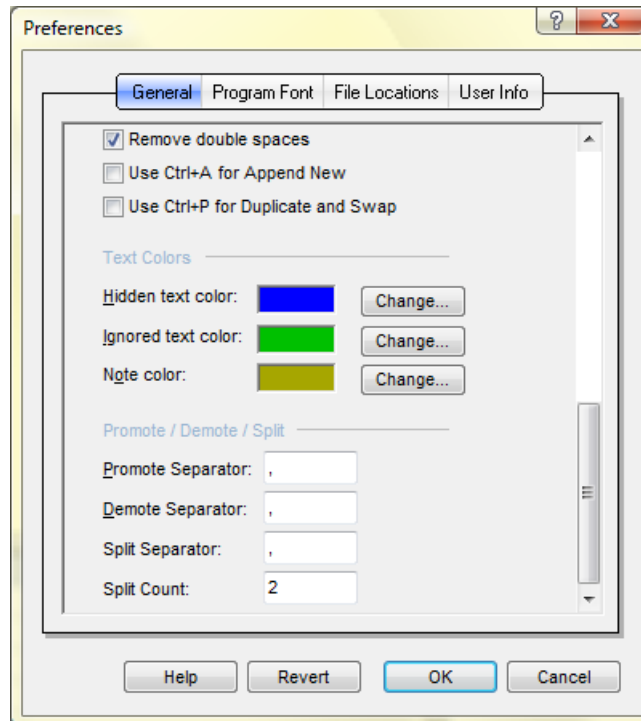 Preferences
General Program Font File Locations User Info
Remove double spaces
Use Ctrl+A for Append New
Use Ctrl+P for Duplicate and Swap
Text Colors
Hidden text color: Change...
Ignored text color: Change...
Note color: Change...
Promote / Demote / Split
Promote Separator: ,
Demote Separator: ,
Split Separator: ,
Split Count: 2
Help Revert OK Cancel